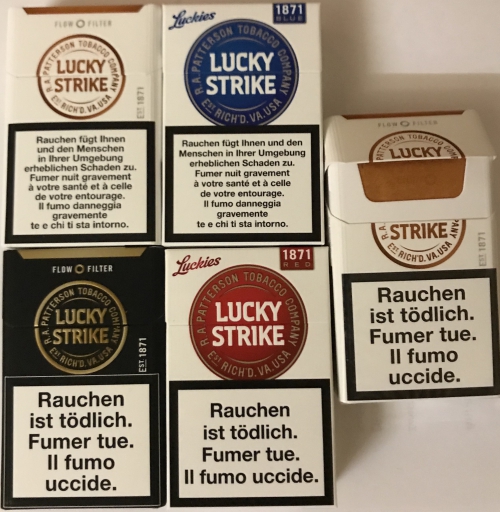 FLOW FILTER
R.A. PATTERSON TOBACCO COMPANY
LUCKY
STRIKE
EST. RICH'D. VA. USA
EST. 1871
Rauchen fügt Ihnen
und den Menschen
in Ihrer Umgebung
erheblichen Schaden zu.
Fumer nuit gravement
à votre santé et à celle
de votre entourage.
Il fumo danneggia
gravemente
te e chi ti sta intorno.
Luckies
1871
BLUE
R.A. PATTERSON TOBACCO COMPANY
LUCKY
STRIKE
EST. RICH'D. VA. USA
Rauchen fügt Ihnen und den
Menschen in Ihrer Umgebung
erheblichen Schaden zu.
Fumer nuit gravement
à votre santé et à celle
de votre entourage.
Il fumo danneggia
gravemente
te e chi ti sta intorno.
FLOW FILTER
R.A. PATTERSON TOBACCO COMPANY
LUCKY
STRIKE
EST. 1871
Rauchen
ist tödlich.
Fumer tue.
Il fumo
uccide.
FLOW FILTER
R.A. PATTERSON TOBACCO COMPANY
LUCKY
STRIKE
EST. RICH'D. VA. USA
EST. 1871
Rauchen
ist tödlich.
Fumer tue.
Il fumo
uccide.
Luckies
1871
RED
R.A. PATTERSON TOBACCO COMPANY
LUCKY
STRIKE
EST. RICH'D. VA. USA
Rauchen
ist tödlich.
Fumer tue.
Il fumo uccide.